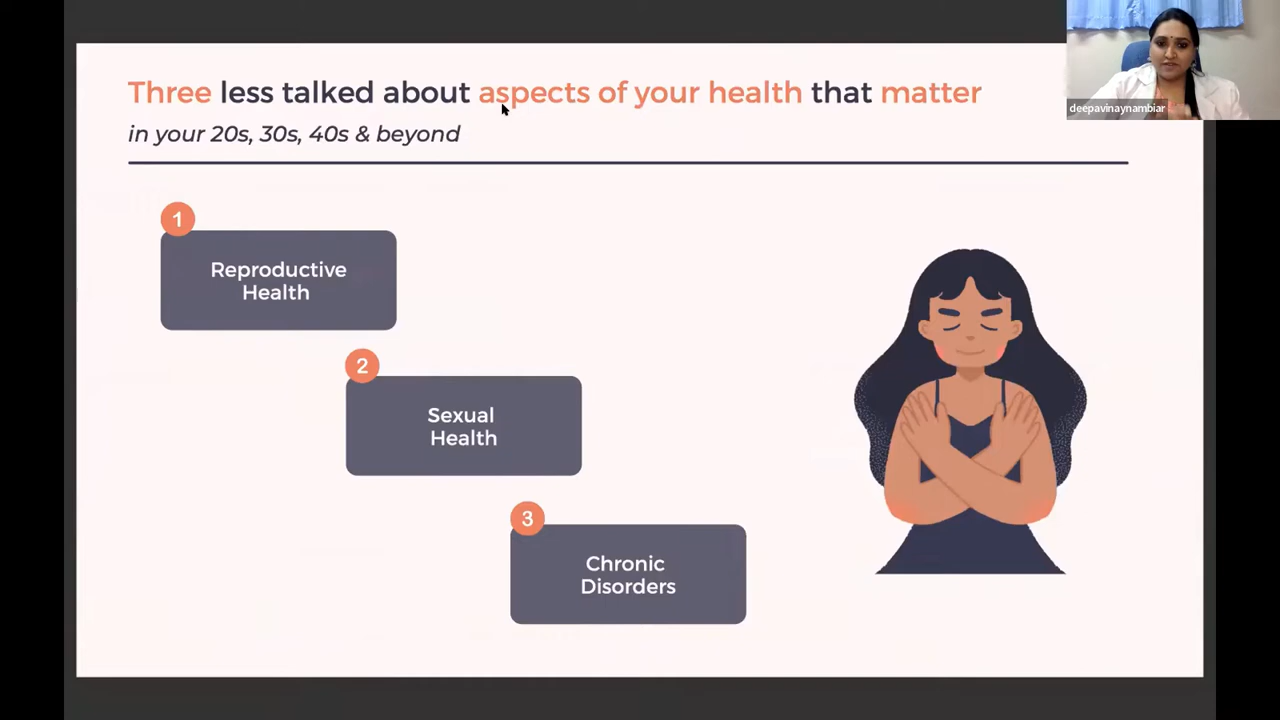 Three less talked about aspects of your health that matter
in your 20s, 30s, 40s & beyond
deepavinaynambiar
1
Reproductive
Health
2
Sexual
Health
3
Chronic
Disorders